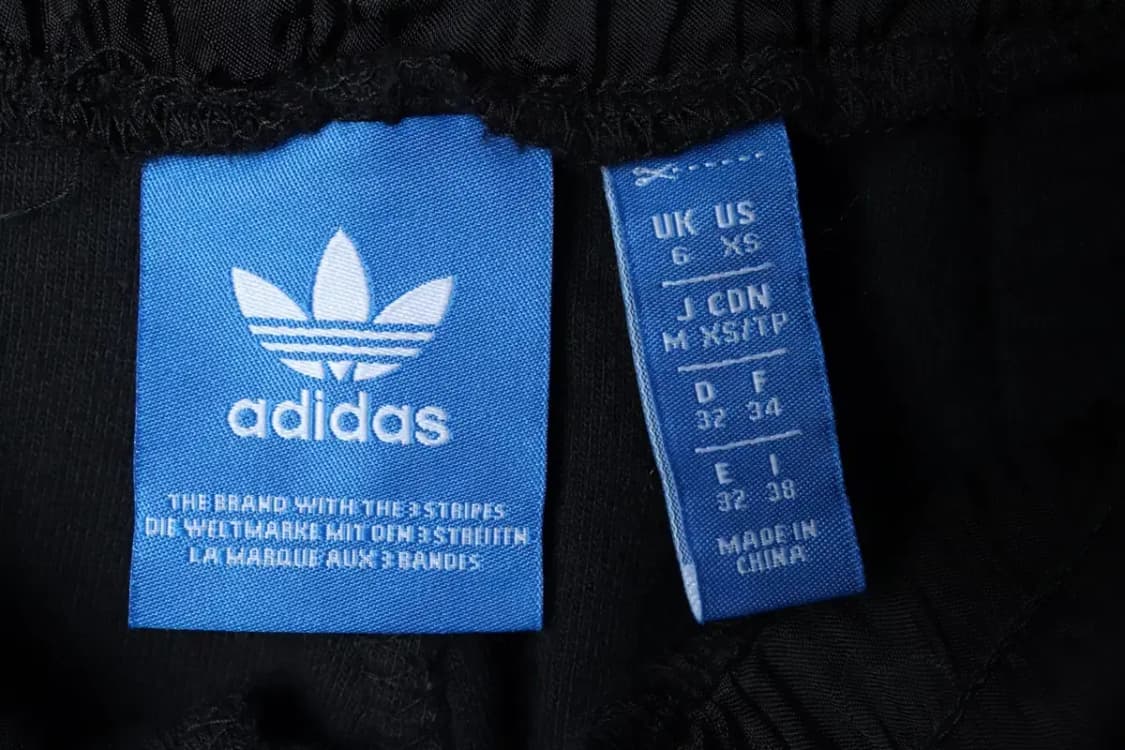 adidas
THE BRAND WITH THE 3 STRIPES
DIE WELTMARKE MIT DEN 3 STREIFEN
LA MARQUE AUX 3 BANDES
UK US
6 XS
J CDN
M XS/TP
D F
32 34
E I
32 38
MADE IN
CHINA